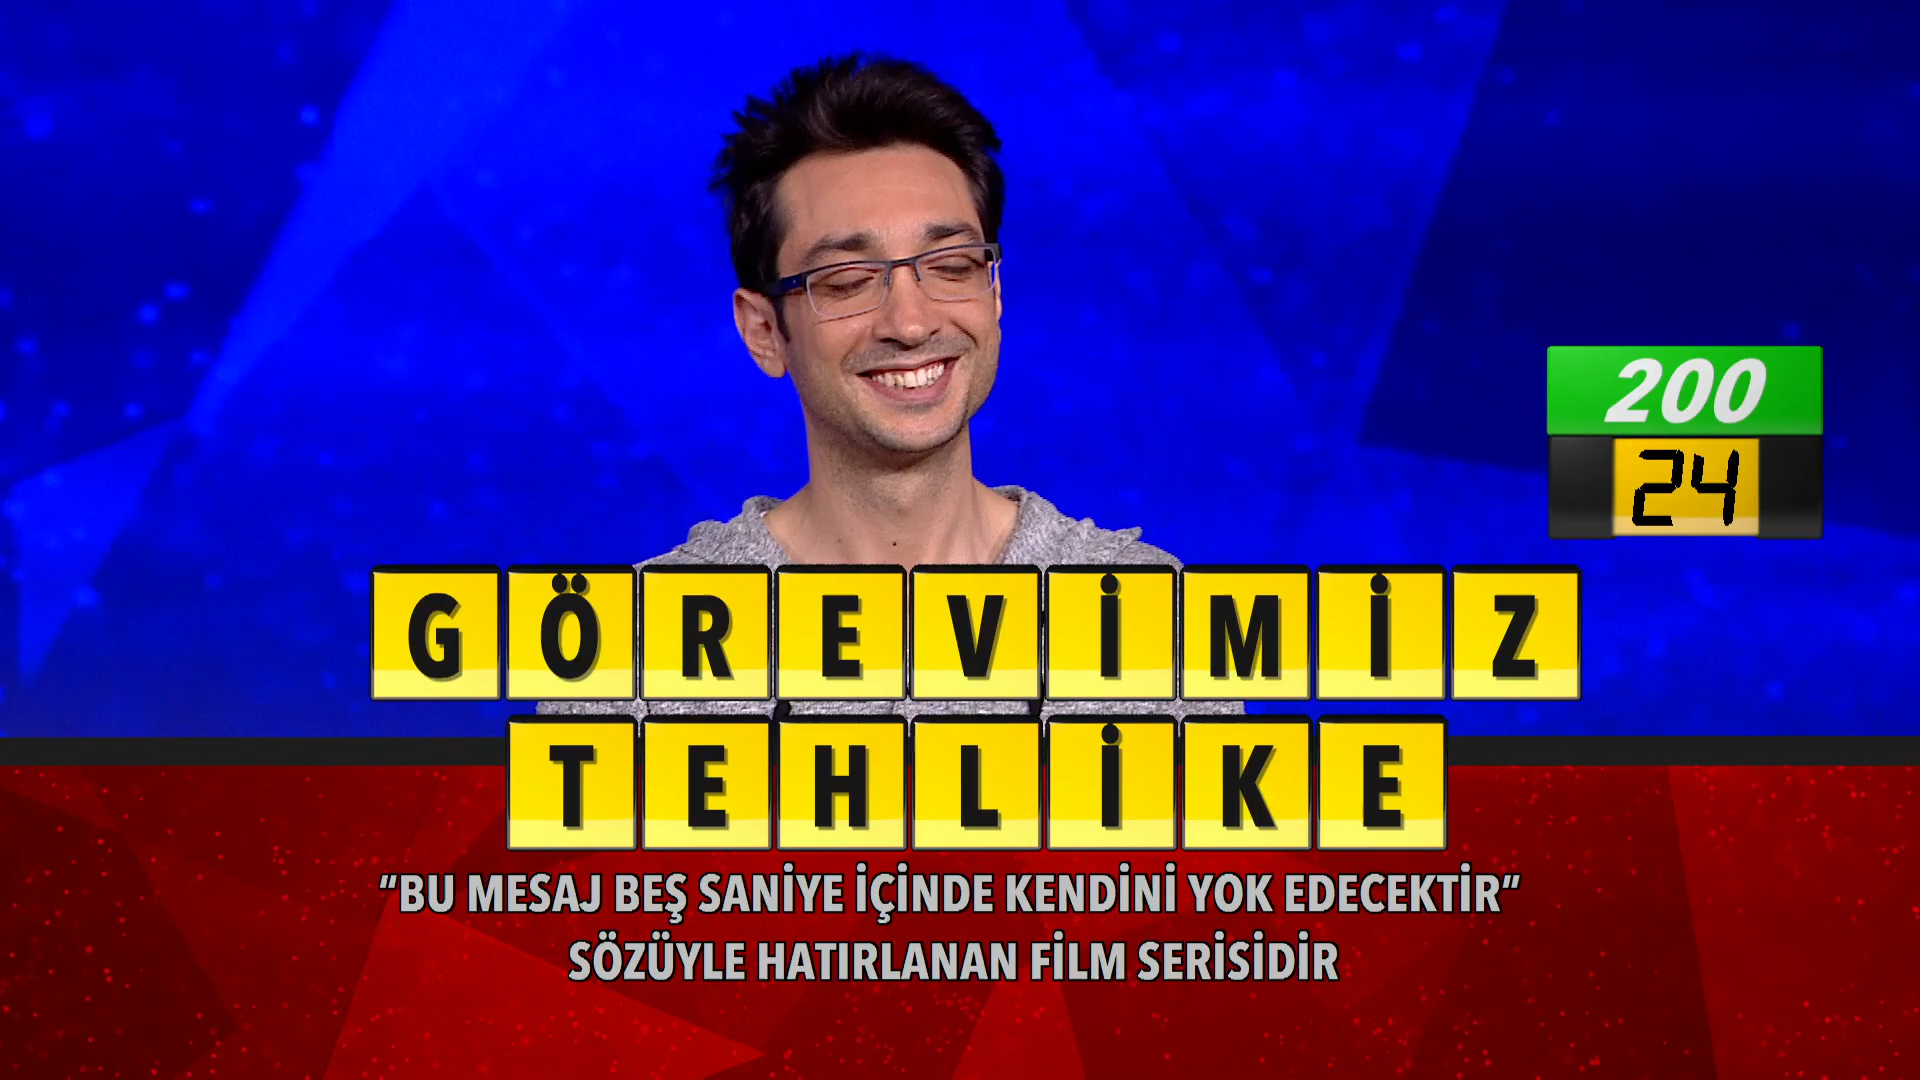 200
24
GÖREVİMİZ
TEHLİKE
“BU MESAJ BEŞ SANİYE İÇİNDE KENDİNİ YOK EDECEKTİR“
SÖZÜYLE HATIRLANAN FİLM SERİSİDİR